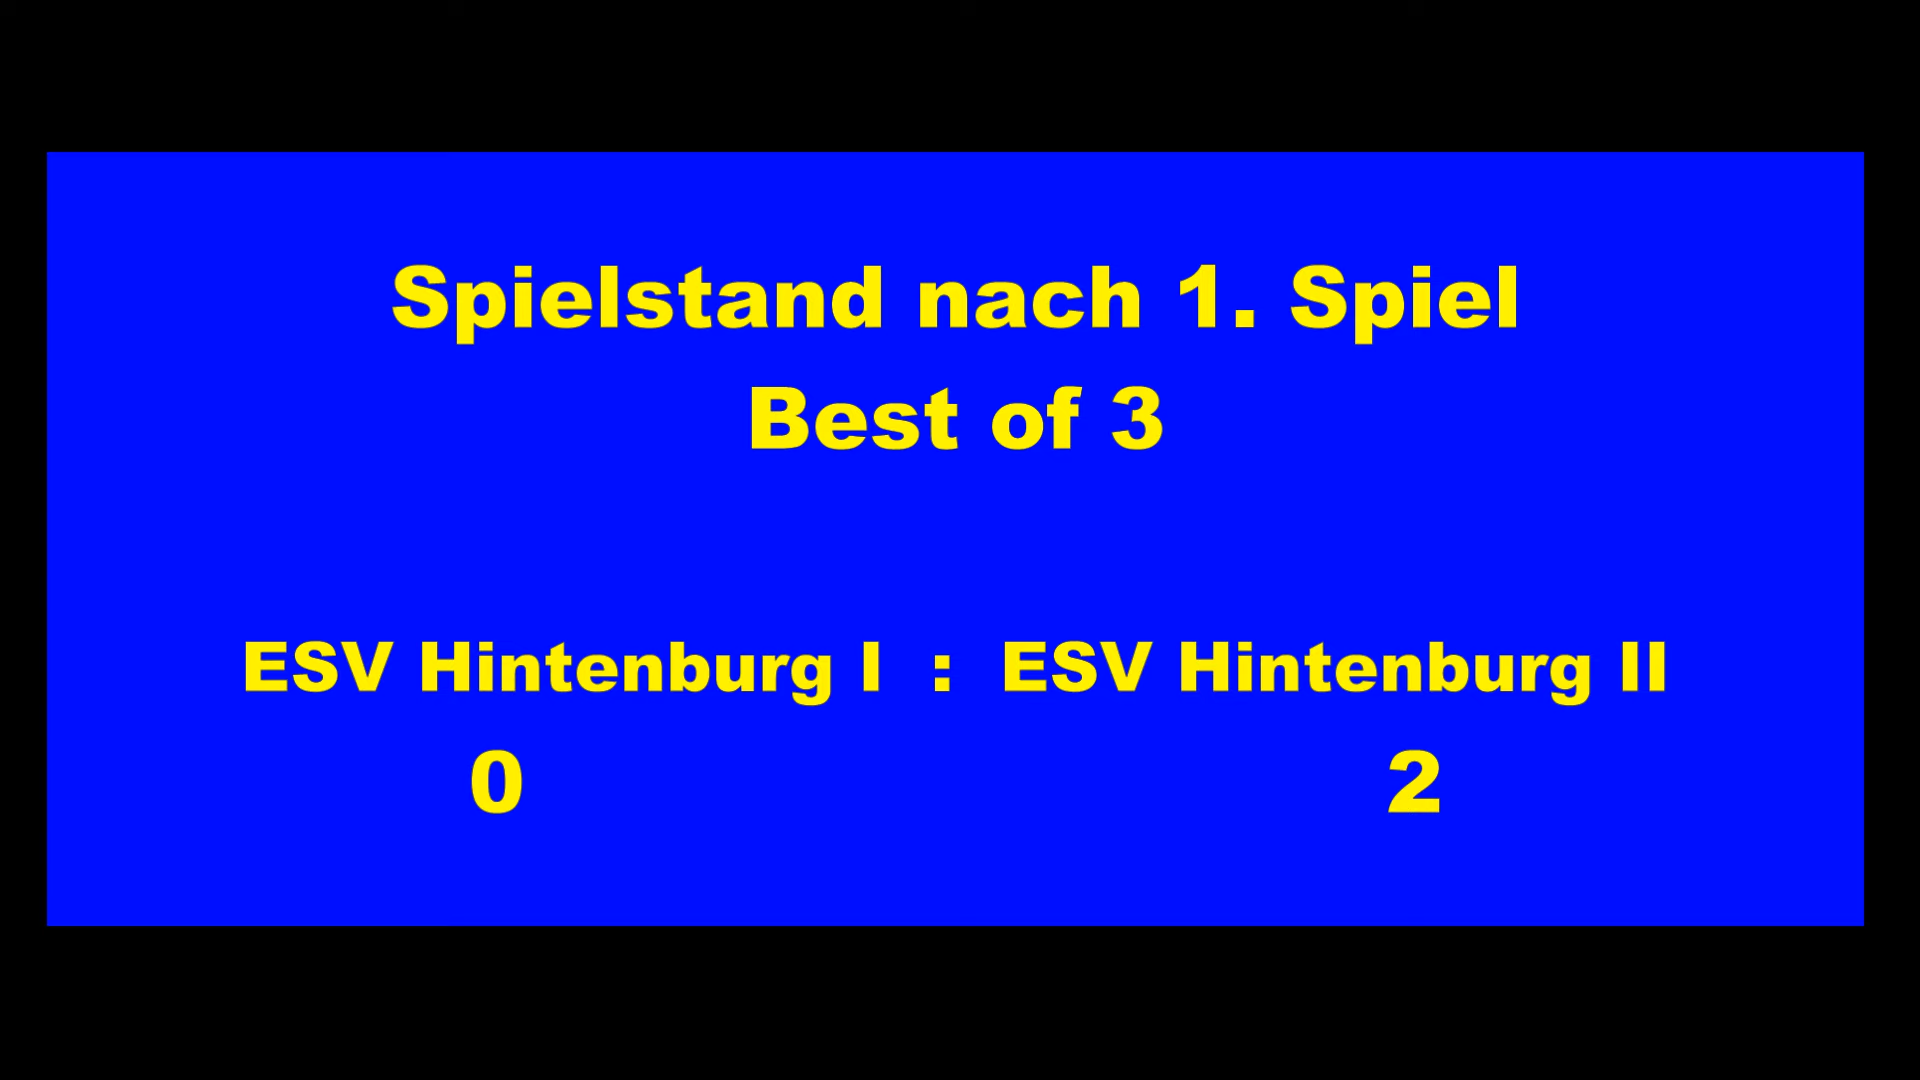 Spielstand nach 1. Spiel
Best of 3
ESV Hintenburg I : ESV Hintenburg II
0 2